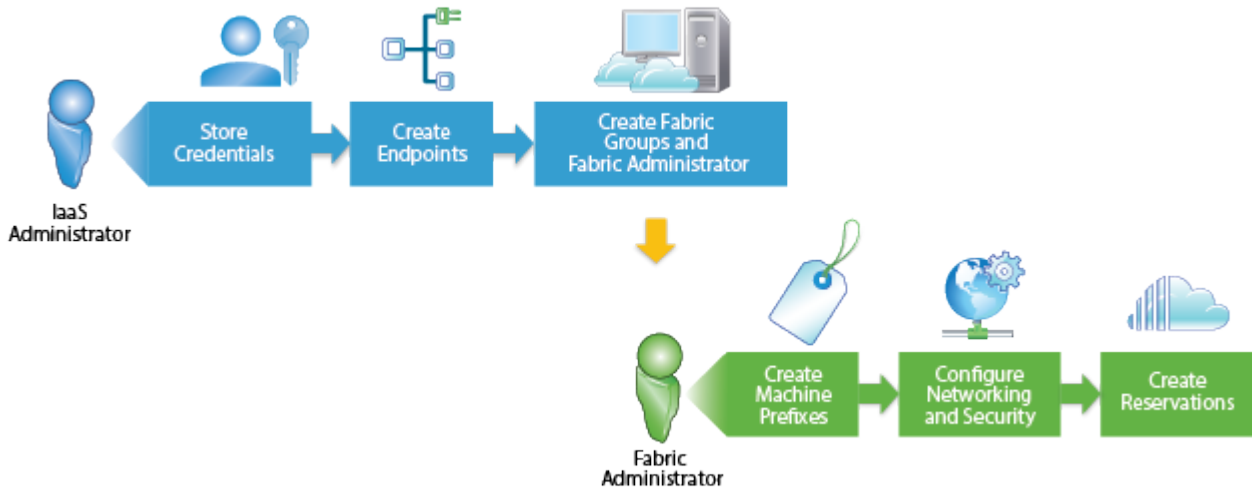 Store
Credentials
Create
Endpoints
Create Fabric
Groups and
Fabric Administrator
IaaS
Administrator
Create
Machine
Prefixes
Configure
Networking
and Security
Create
Reservations
Fabric
Administrator